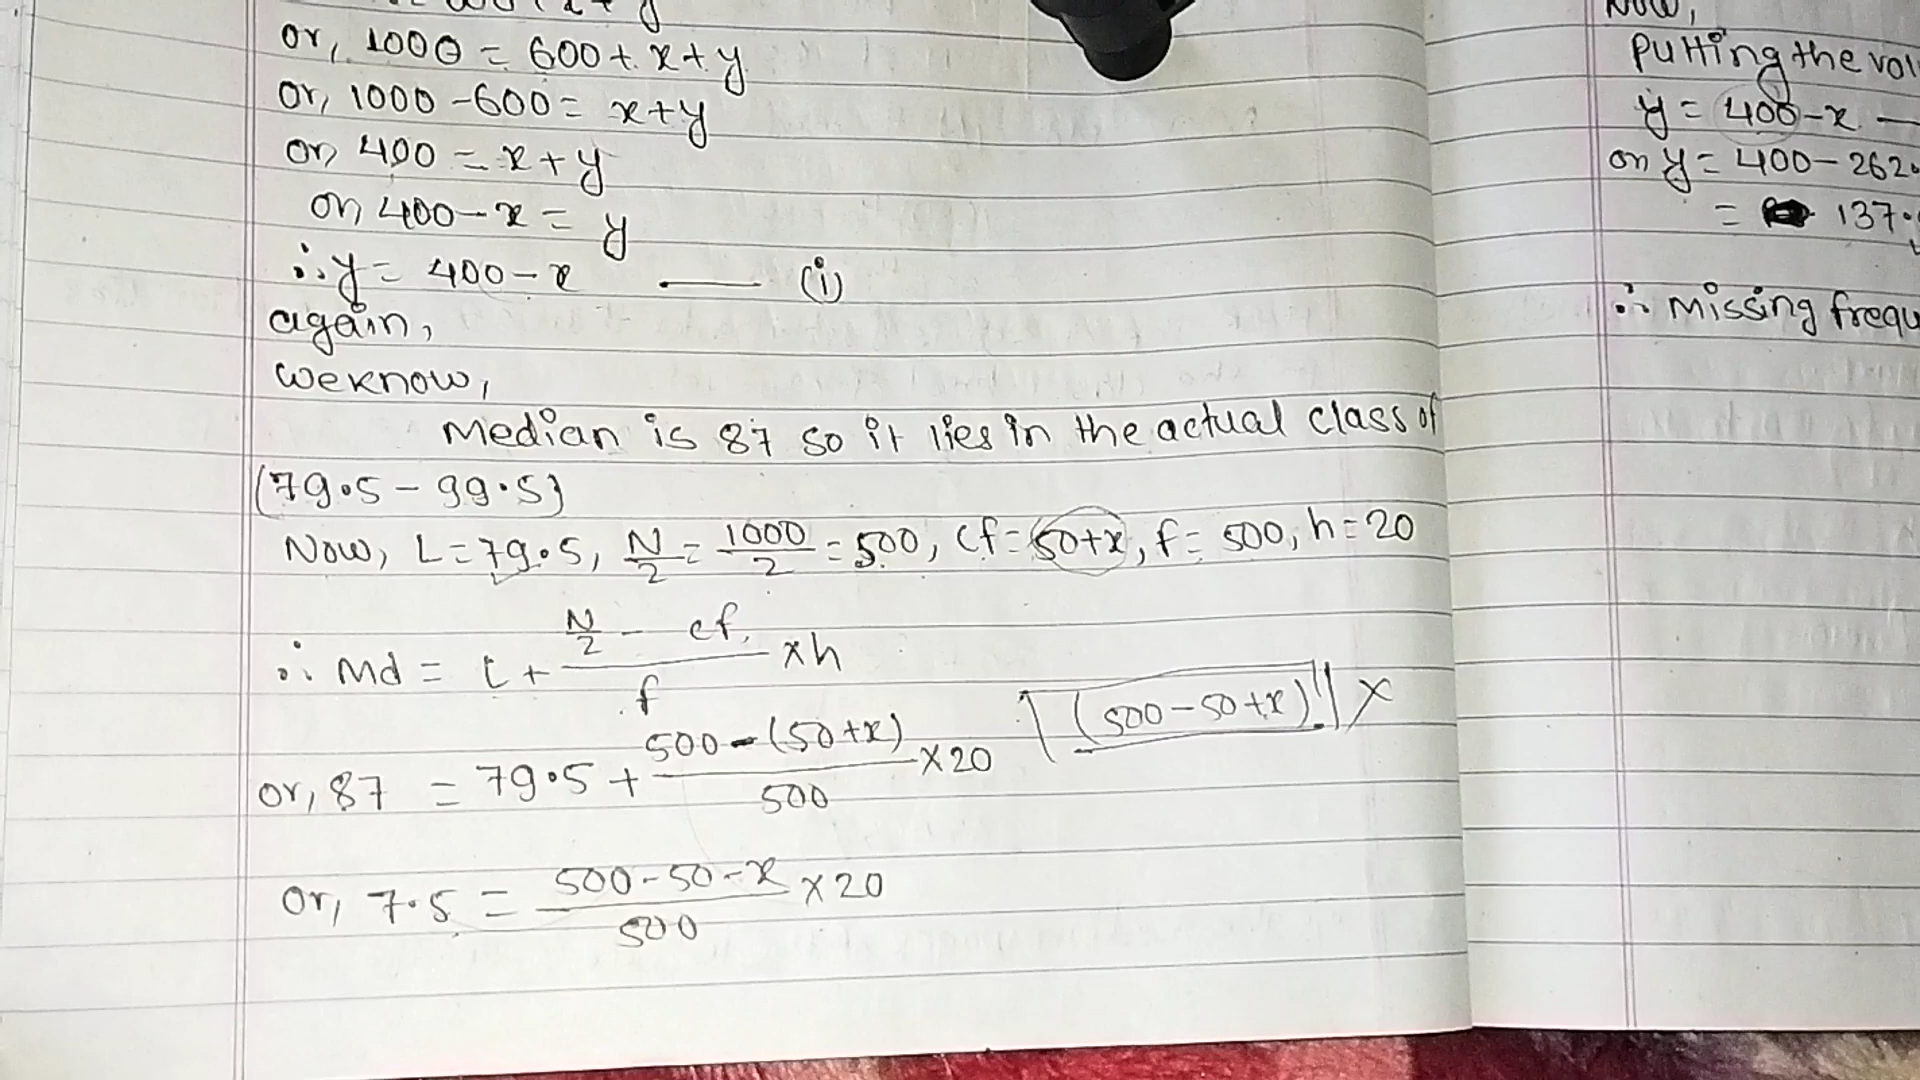 or, 1000 = 600 + x + y
or, 1000 - 600 = x + y
or, 400 = x + y
or, 400 - x = y
∴ y = 400 - x —— (i)
again,
we know,
Median is 87 so it lies in the actual class of
(79.5 - 99.5)
Now, L = 79.5, N/2 = 1000/2 = 500, cf = 50+x, f = 500, h = 20
∴ Md = L + (N/2 - cf.)/f × h
or, 87 = 79.5 + (500 - (50+x))/500 × 20 (500 - 50 + x) ×
or, 7.5 = (500 - 50 - x)/500 × 20
Now,
putting the
y = 400 - x —
or y = 400 - 262.
= 137.
∴ Missing